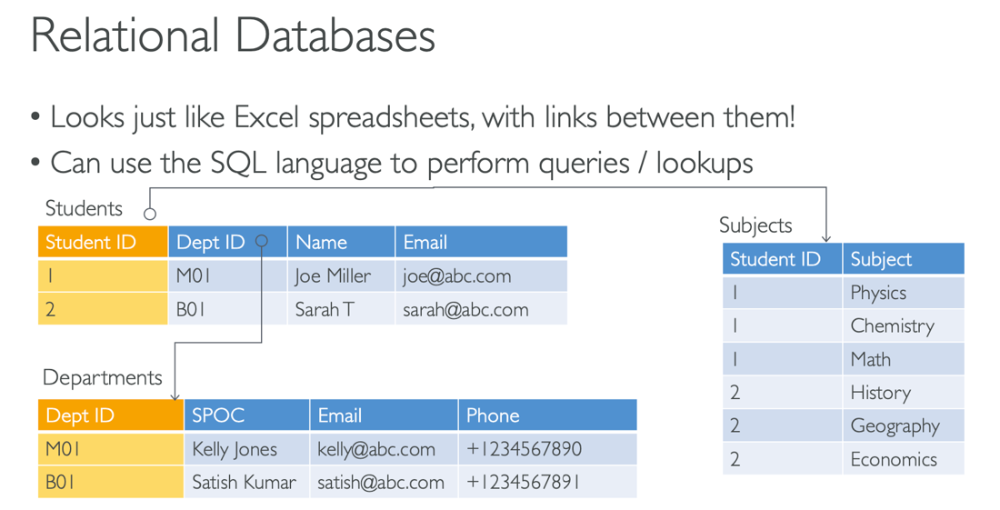 Relational Databases
• Looks just like Excel spreadsheets, with links between them!
• Can use the SQL language to perform queries / lookups
Students
Student ID Dept ID Name Email
1 M01 Joe Miller joe@abc.com
2 B01 Sarah T sarah@abc.com
Departments
Dept ID SPOC Email Phone
M01 Kelly Jones kelly@abc.com +1234567890
B01 Satish Kumar satish@abc.com +1234567891
Subjects
Student ID Subject
1 Physics
1 Chemistry
1 Math
2 History
2 Geography
2 Economics